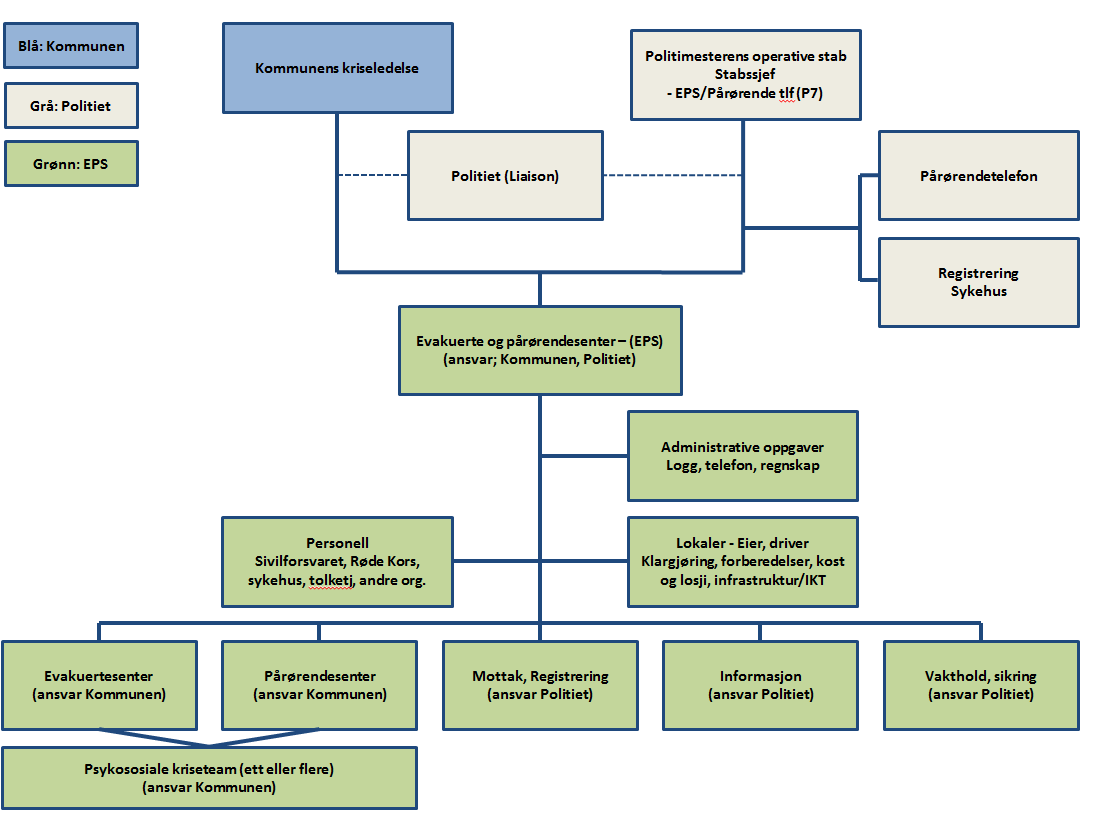 Blå: Kommunen
Grå: Politiet
Grønn: EPS
Kommunens kriseledelse
Politimesterens operative stab
Stabssjef
- EPS/Pårørende tlf (P7)
Politiet (Liaison)
Pårørendetelefon
Registrering
Sykehus
Evakuerte og pårørendesenter – (EPS)
(ansvar; Kommunen, Politiet)
Administrative oppgaver
Logg, telefon, regnskap
Personell
Sivilforsvaret, Røde Kors,
sykehus, tolketj, andre org.
Lokaler - Eier, driver
Klargjøring, forberedelser, kost
og losji, infrastruktur/IKT
Evakuertesenter
(ansvar Kommunen)
Pårørendesenter
(ansvar Kommunen)
Mottak, Registrering
(ansvar Politiet)
Informasjon
(ansvar Politiet)
Vakthold, sikring
(ansvar Politiet)
Psykososiale kriseteam (ett eller flere)
(ansvar Kommunen)